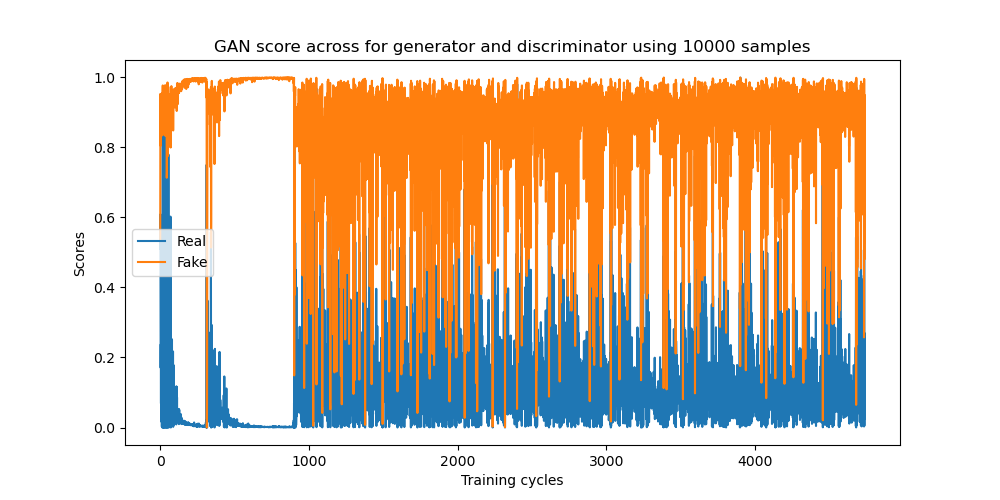 GAN score across for generator and discriminator using 10000 samples
1.0
0.8
0.6
0.4
0.2
0.0
Scores
Real
Fake
0 1000 2000 3000 4000
Training cycles